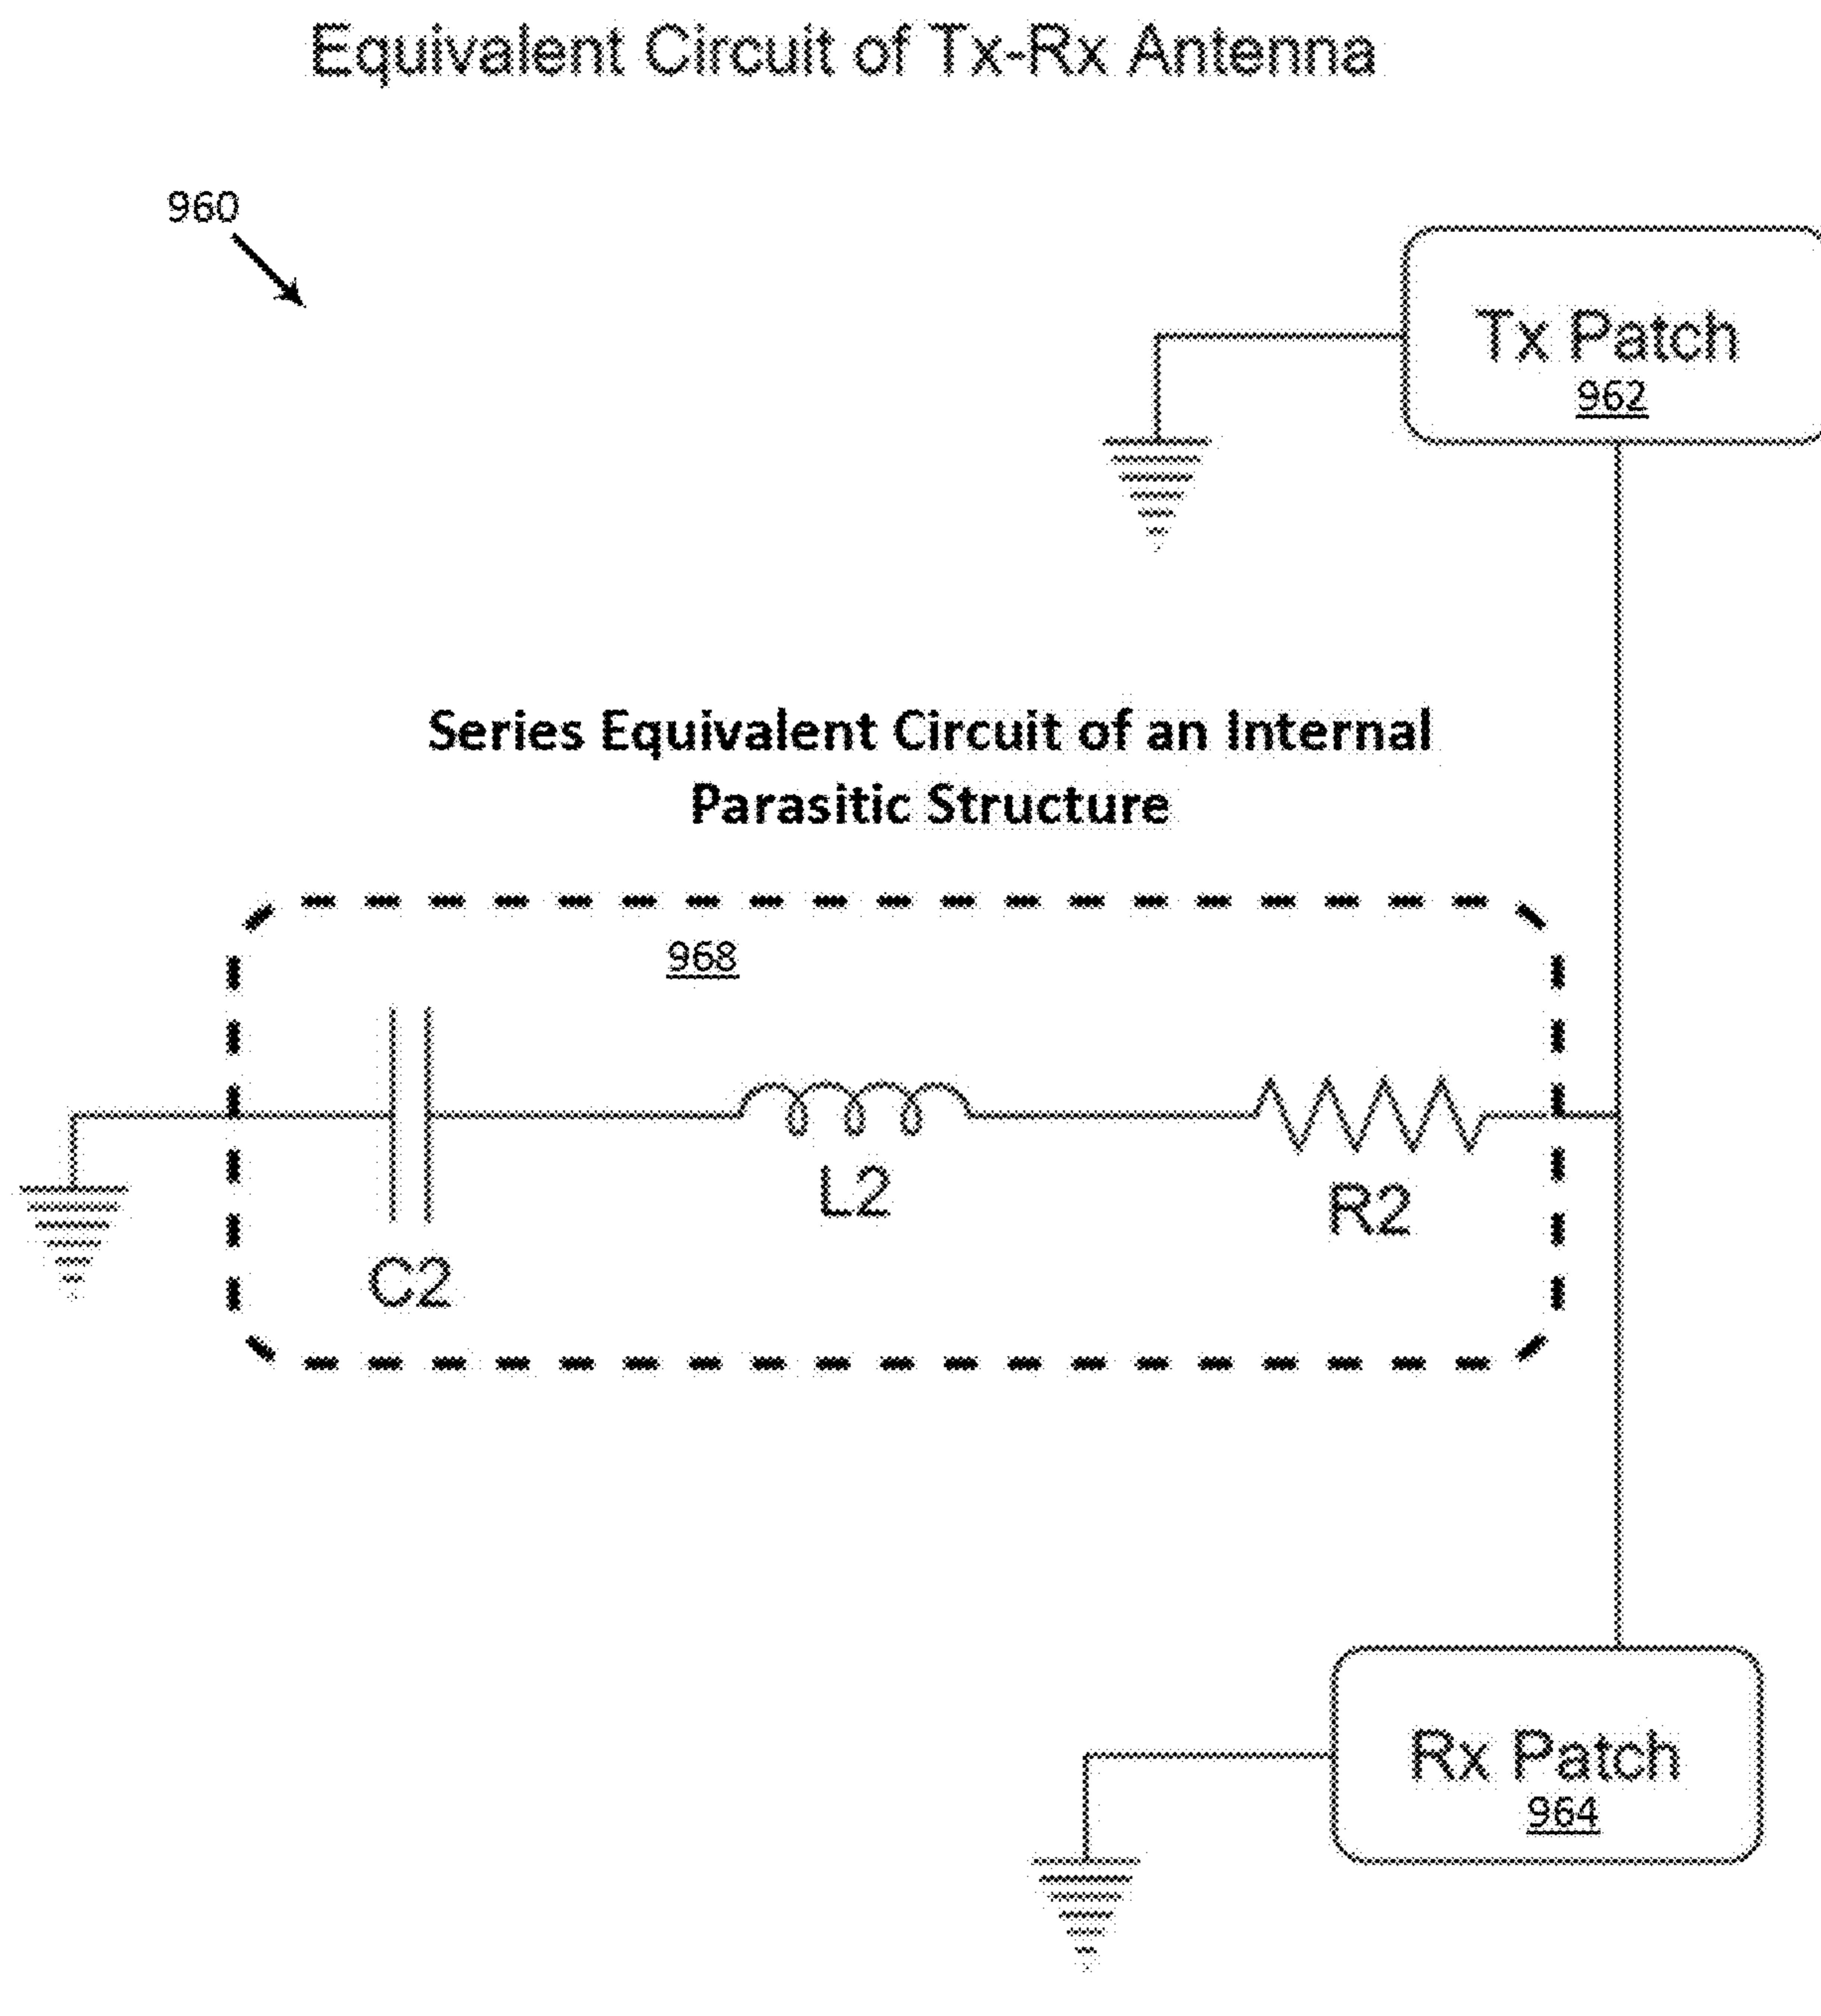 Equivalent Circuit of Tx-Rx Antenna
960
Tx Patch
962
Series Equivalent Circuit of an Internal
Parasitic Structure
968
L2
R2
C2
Rx Patch
964